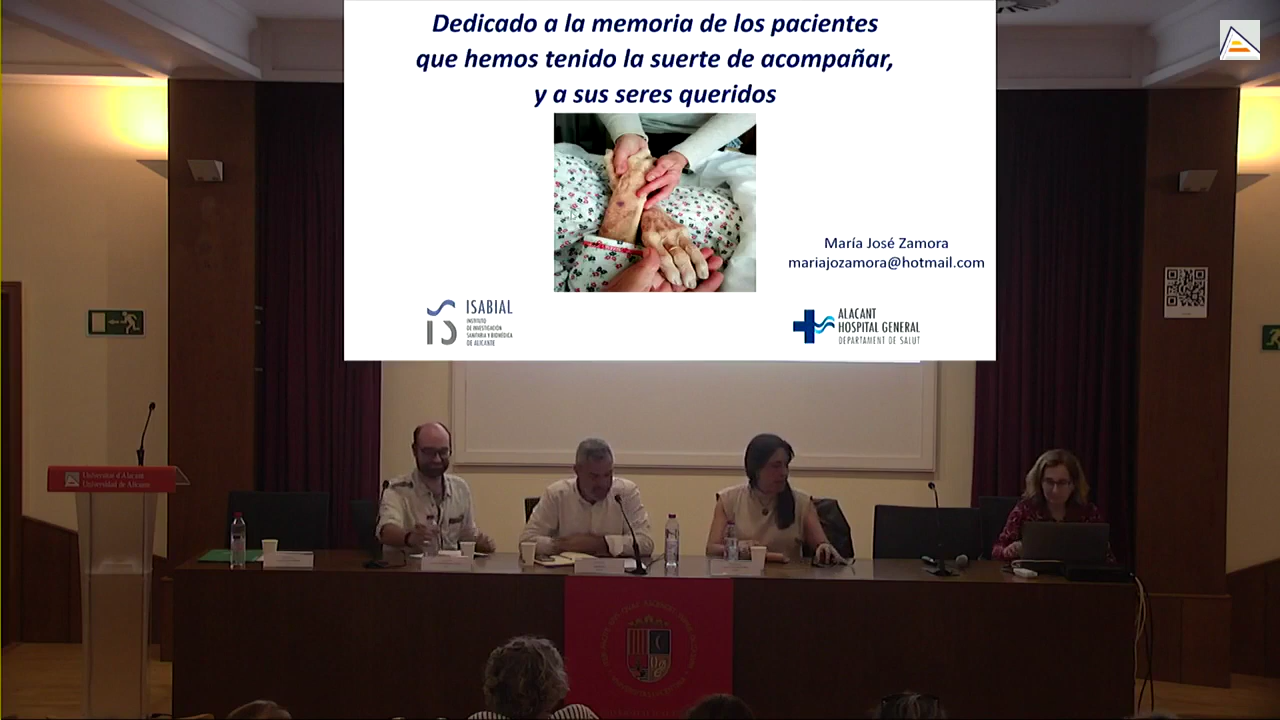 Dedicado a la memoria de los pacientes
que hemos tenido la suerte de acompañar,
y a sus seres queridos
María José Zamora
mariajozamora@hotmail.com
ISABIAL
INSTITUTO
DE INVESTIGACIÓN
SANITARIA Y BIOMÉDICA
DE ALICANTE
ALACANT
HOSPITAL GENERAL
DEPARTAMENT DE SALUT
Universitat d'Alacant
Universidad de Alicante